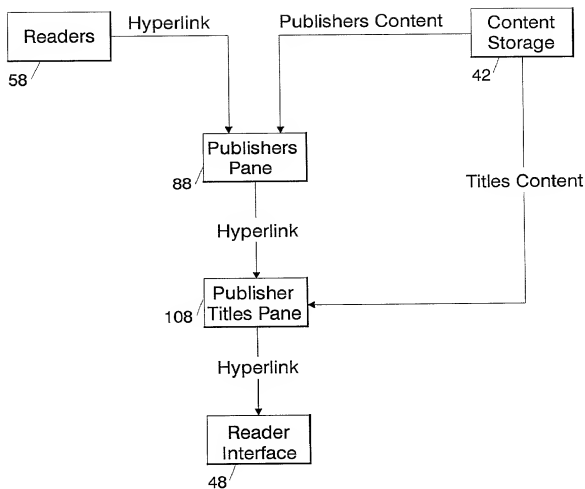 Readers
58
Hyperlink
Publishers Content
Content
Storage
42
Publishers
Pane
88
Titles Content
Hyperlink
Publisher
Titles Pane
108
Hyperlink
Reader
Interface
48